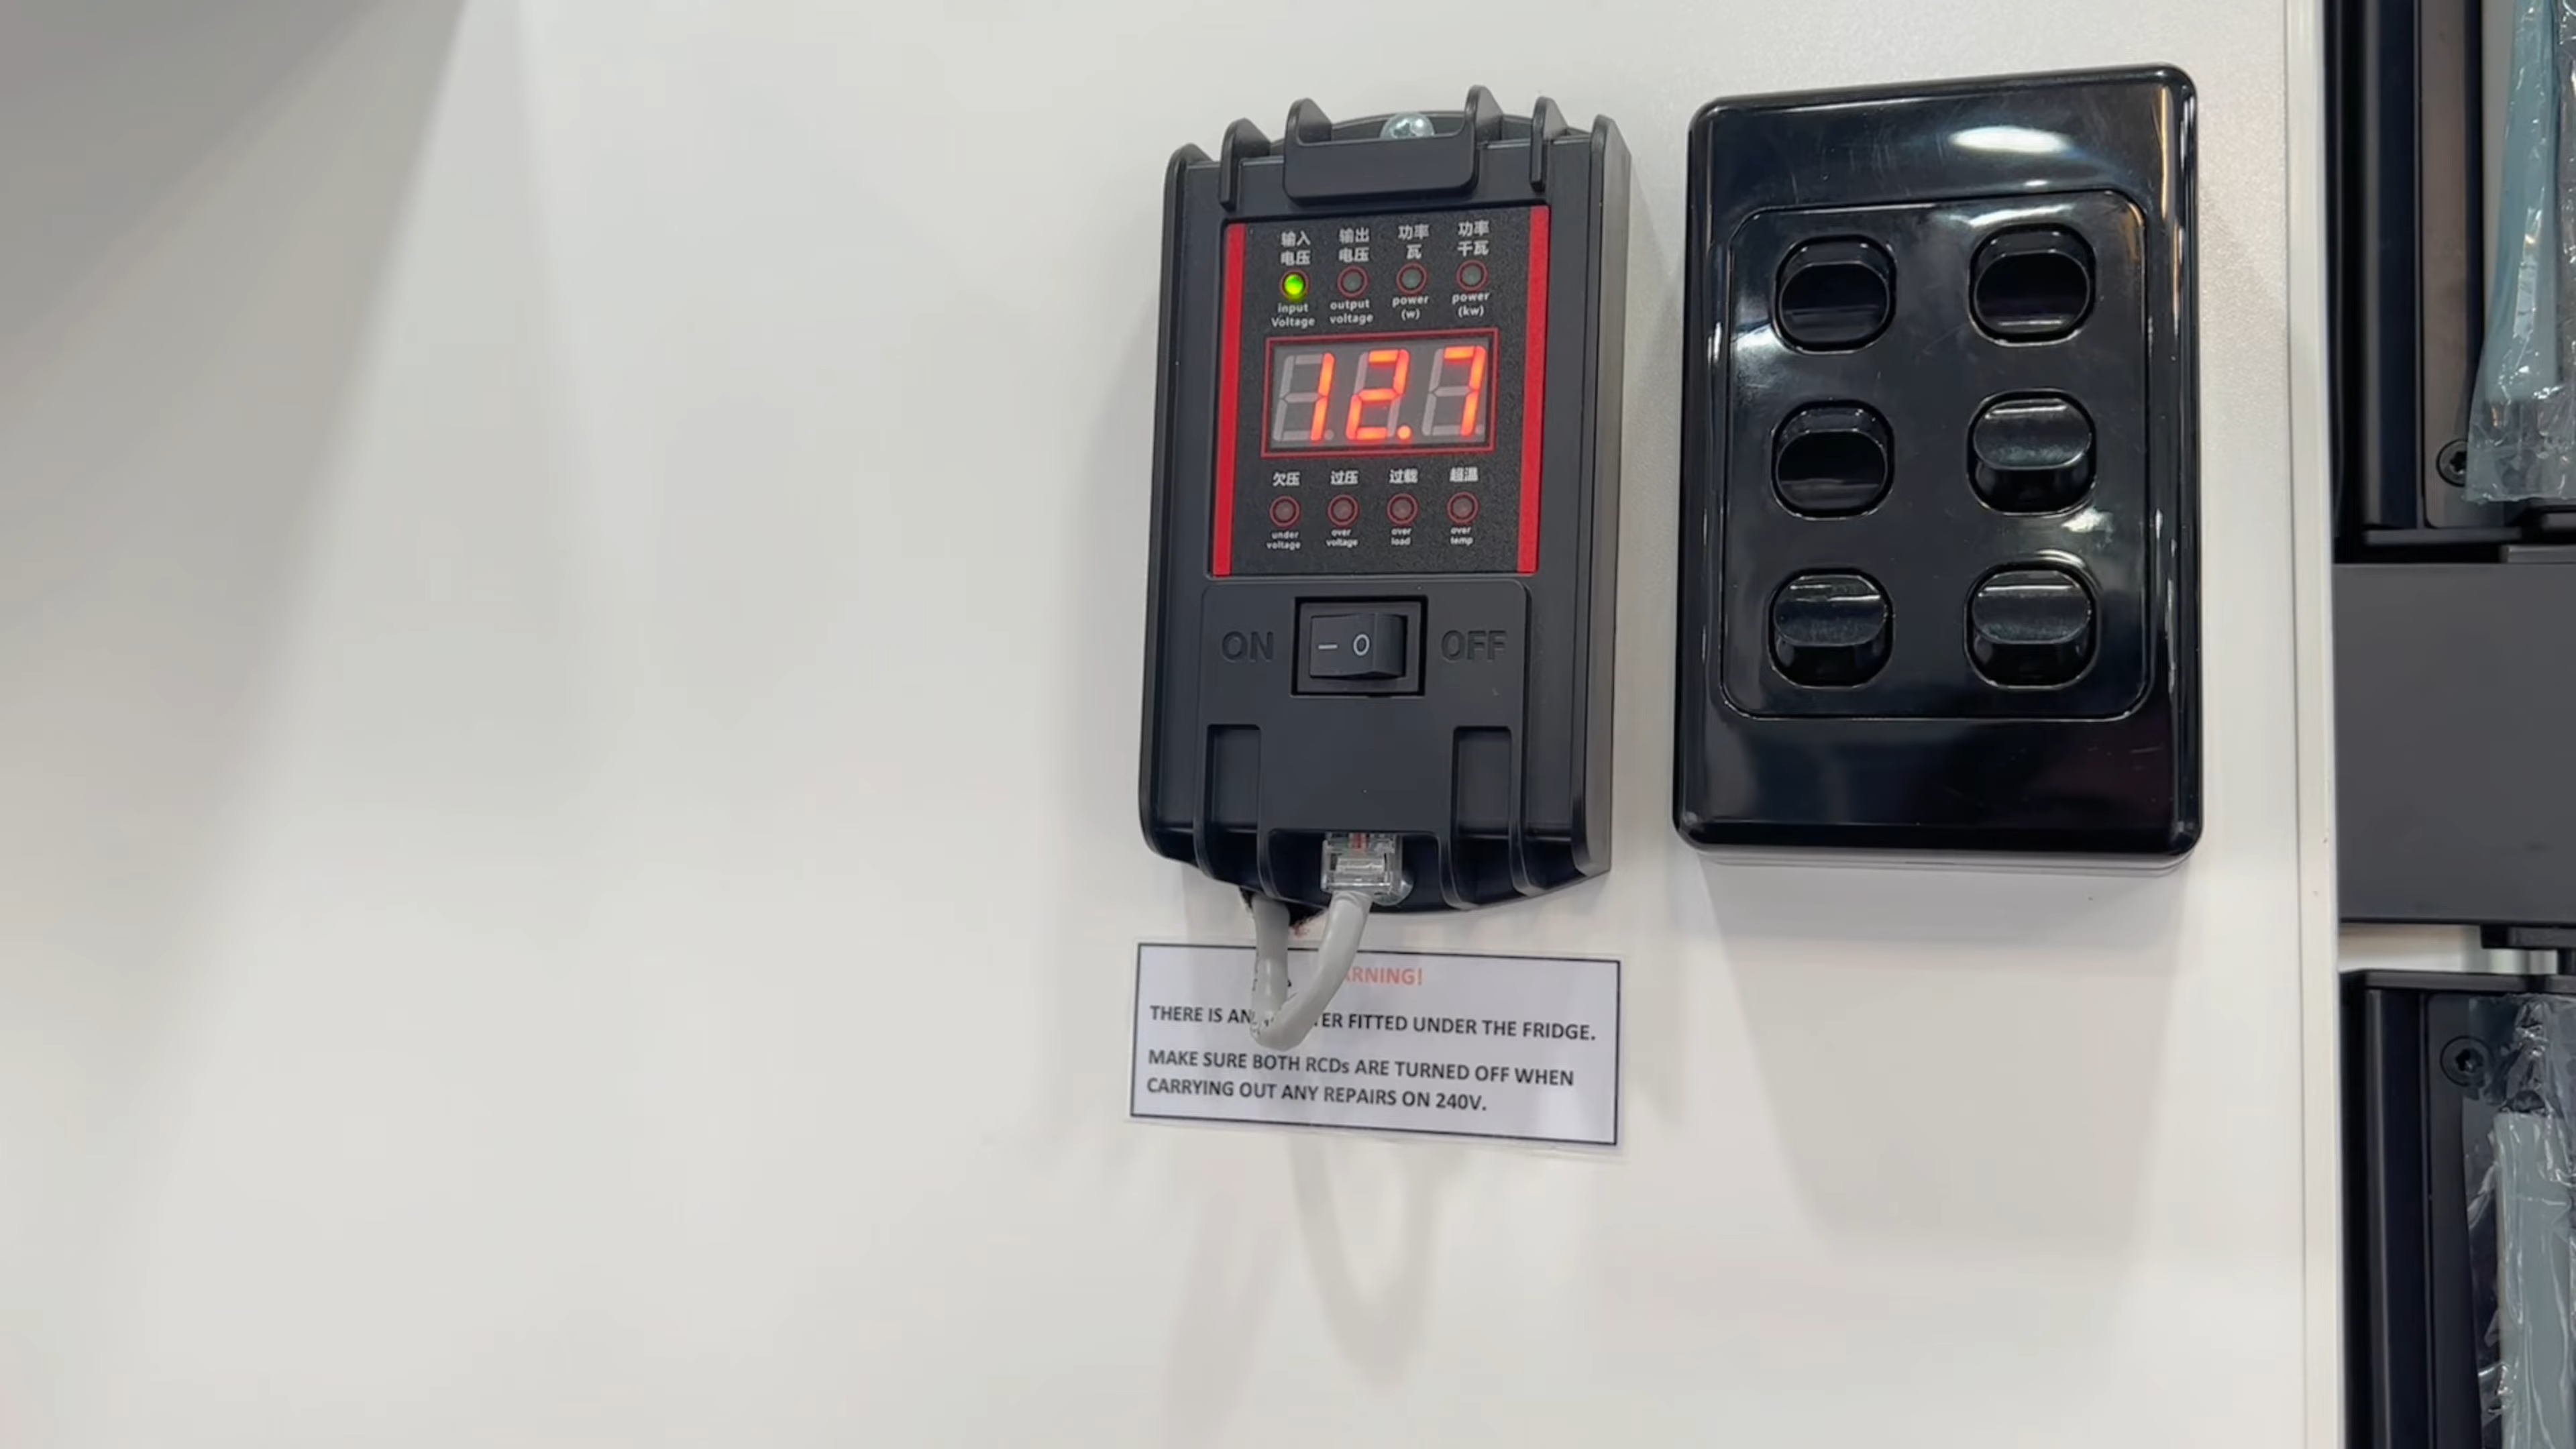 输入 输出 功率 功率
电压 电压 瓦 千瓦
input output power power
Voltage voltage (w) (kw)
12.7
欠压 过压 过载 超温
under over over over
voltage voltage load temp
ON — O OFF
ARNING!
THERE IS AN TER FITTED UNDER THE FRIDGE.
MAKE SURE BOTH RCDs ARE TURNED OFF WHEN
CARRYING OUT ANY REPAIRS ON 240V.